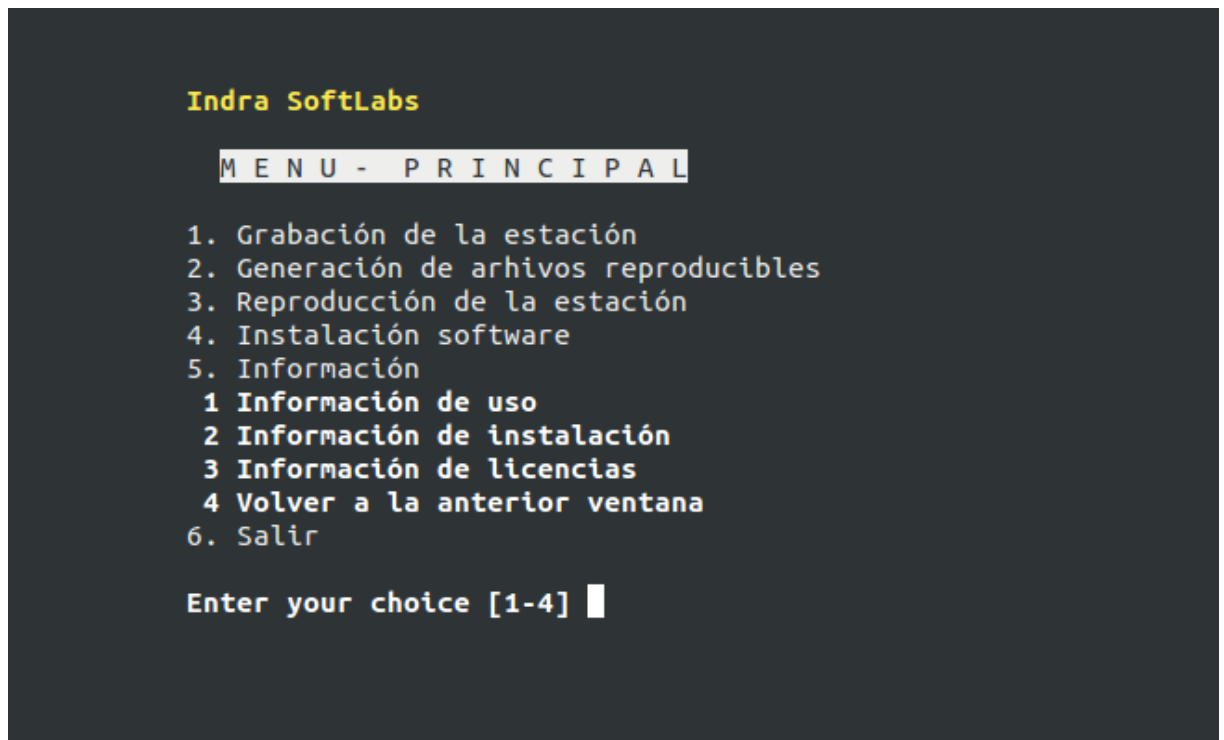 Indra SoftLabs
M E N U - P R I N C I P A L
1. Grabación de la estación
2. Generación de arhivos reproducibles
3. Reproducción de la estación
4. Instalación software
5. Información
1 Información de uso
2 Información de instalación
3 Información de licencias
4 Volver a la anterior ventana
6. Salir
Enter your choice [1-4]